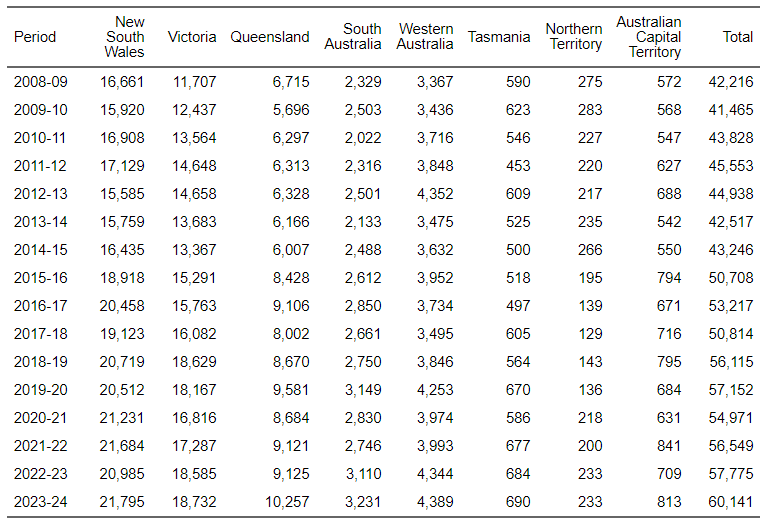 Period New South Wales Victoria Queensland South Australia Western Australia Tasmania Northern Territory Australian Capital Territory Total
2008-09 16,661 11,707 6,715 2,329 3,367 590 275 572 42,216
2009-10 15,920 12,437 5,696 2,503 3,436 623 283 568 41,465
2010-11 16,908 13,564 6,297 2,022 3,716 546 227 547 43,828
2011-12 17,129 14,648 6,313 2,316 3,848 453 220 627 45,553
2012-13 15,585 14,658 6,328 2,501 4,352 609 217 688 44,938
2013-14 15,759 13,683 6,166 2,133 3,475 525 235 542 42,517
2014-15 16,435 13,367 6,007 2,488 3,632 500 266 550 43,246
2015-16 18,918 15,291 8,428 2,612 3,952 518 195 794 50,708
2016-17 20,458 15,763 9,106 2,850 3,734 497 139 671 53,217
2017-18 19,123 16,082 8,002 2,661 3,495 605 129 716 50,814
2018-19 20,719 18,629 8,670 2,750 3,846 564 143 795 56,115
2019-20 20,512 18,167 9,581 3,149 4,253 670 136 684 57,152
2020-21 21,231 16,816 8,684 2,830 3,974 586 218 631 54,971
2021-22 21,684 17,287 9,121 2,746 3,993 677 200 841 56,549
2022-23 20,985 18,585 9,125 3,110 4,344 684 233 709 57,775
2023-24 21,795 18,732 10,257 3,231 4,389 690 233 813 60,141